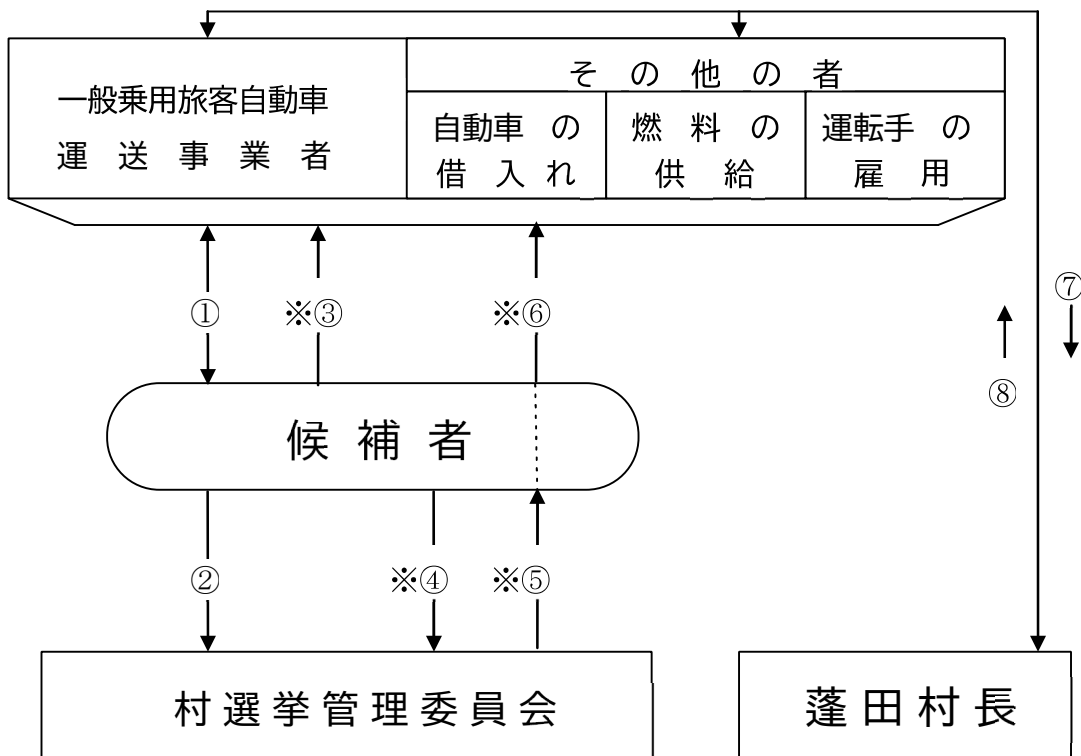 一般乗用旅客自動車
運送事業者
その他の者
自動車の
借入れ
燃料の
供給
運転手の
雇用
①
※③
※⑥
⑦
⑧
候補者
②
※④
※⑤
村選挙管理委員会
蓬田村長